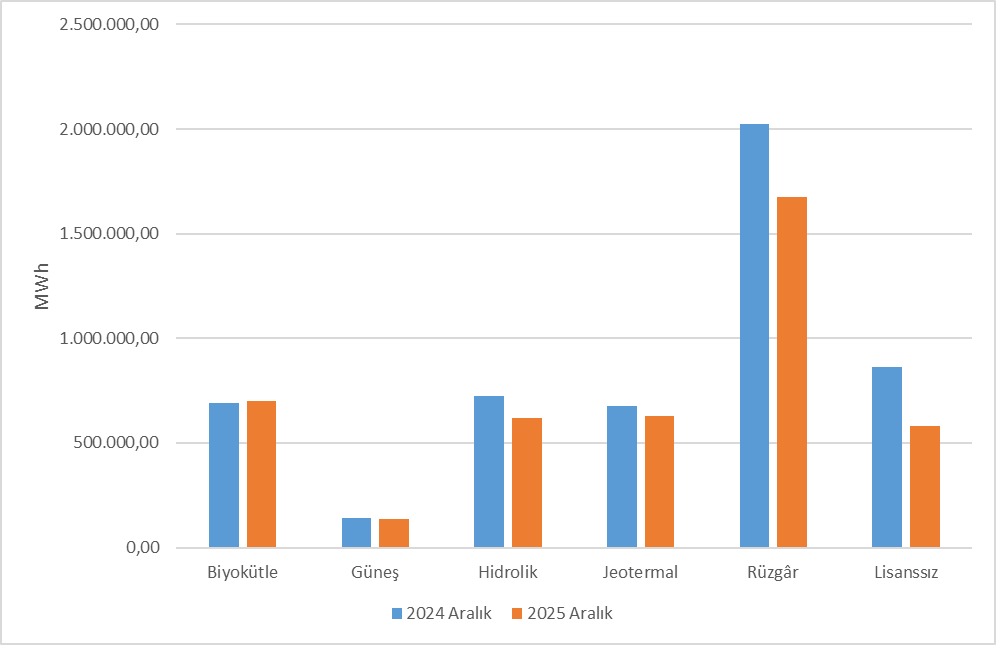 2.500.000,00
2.000.000,00
1.500.000,00
1.000.000,00
500.000,00
0,00
MWh
Biyokütle Güneş Hidrolik Jeotermal Rüzgâr Lisanssız
2024 Aralık 2025 Aralık